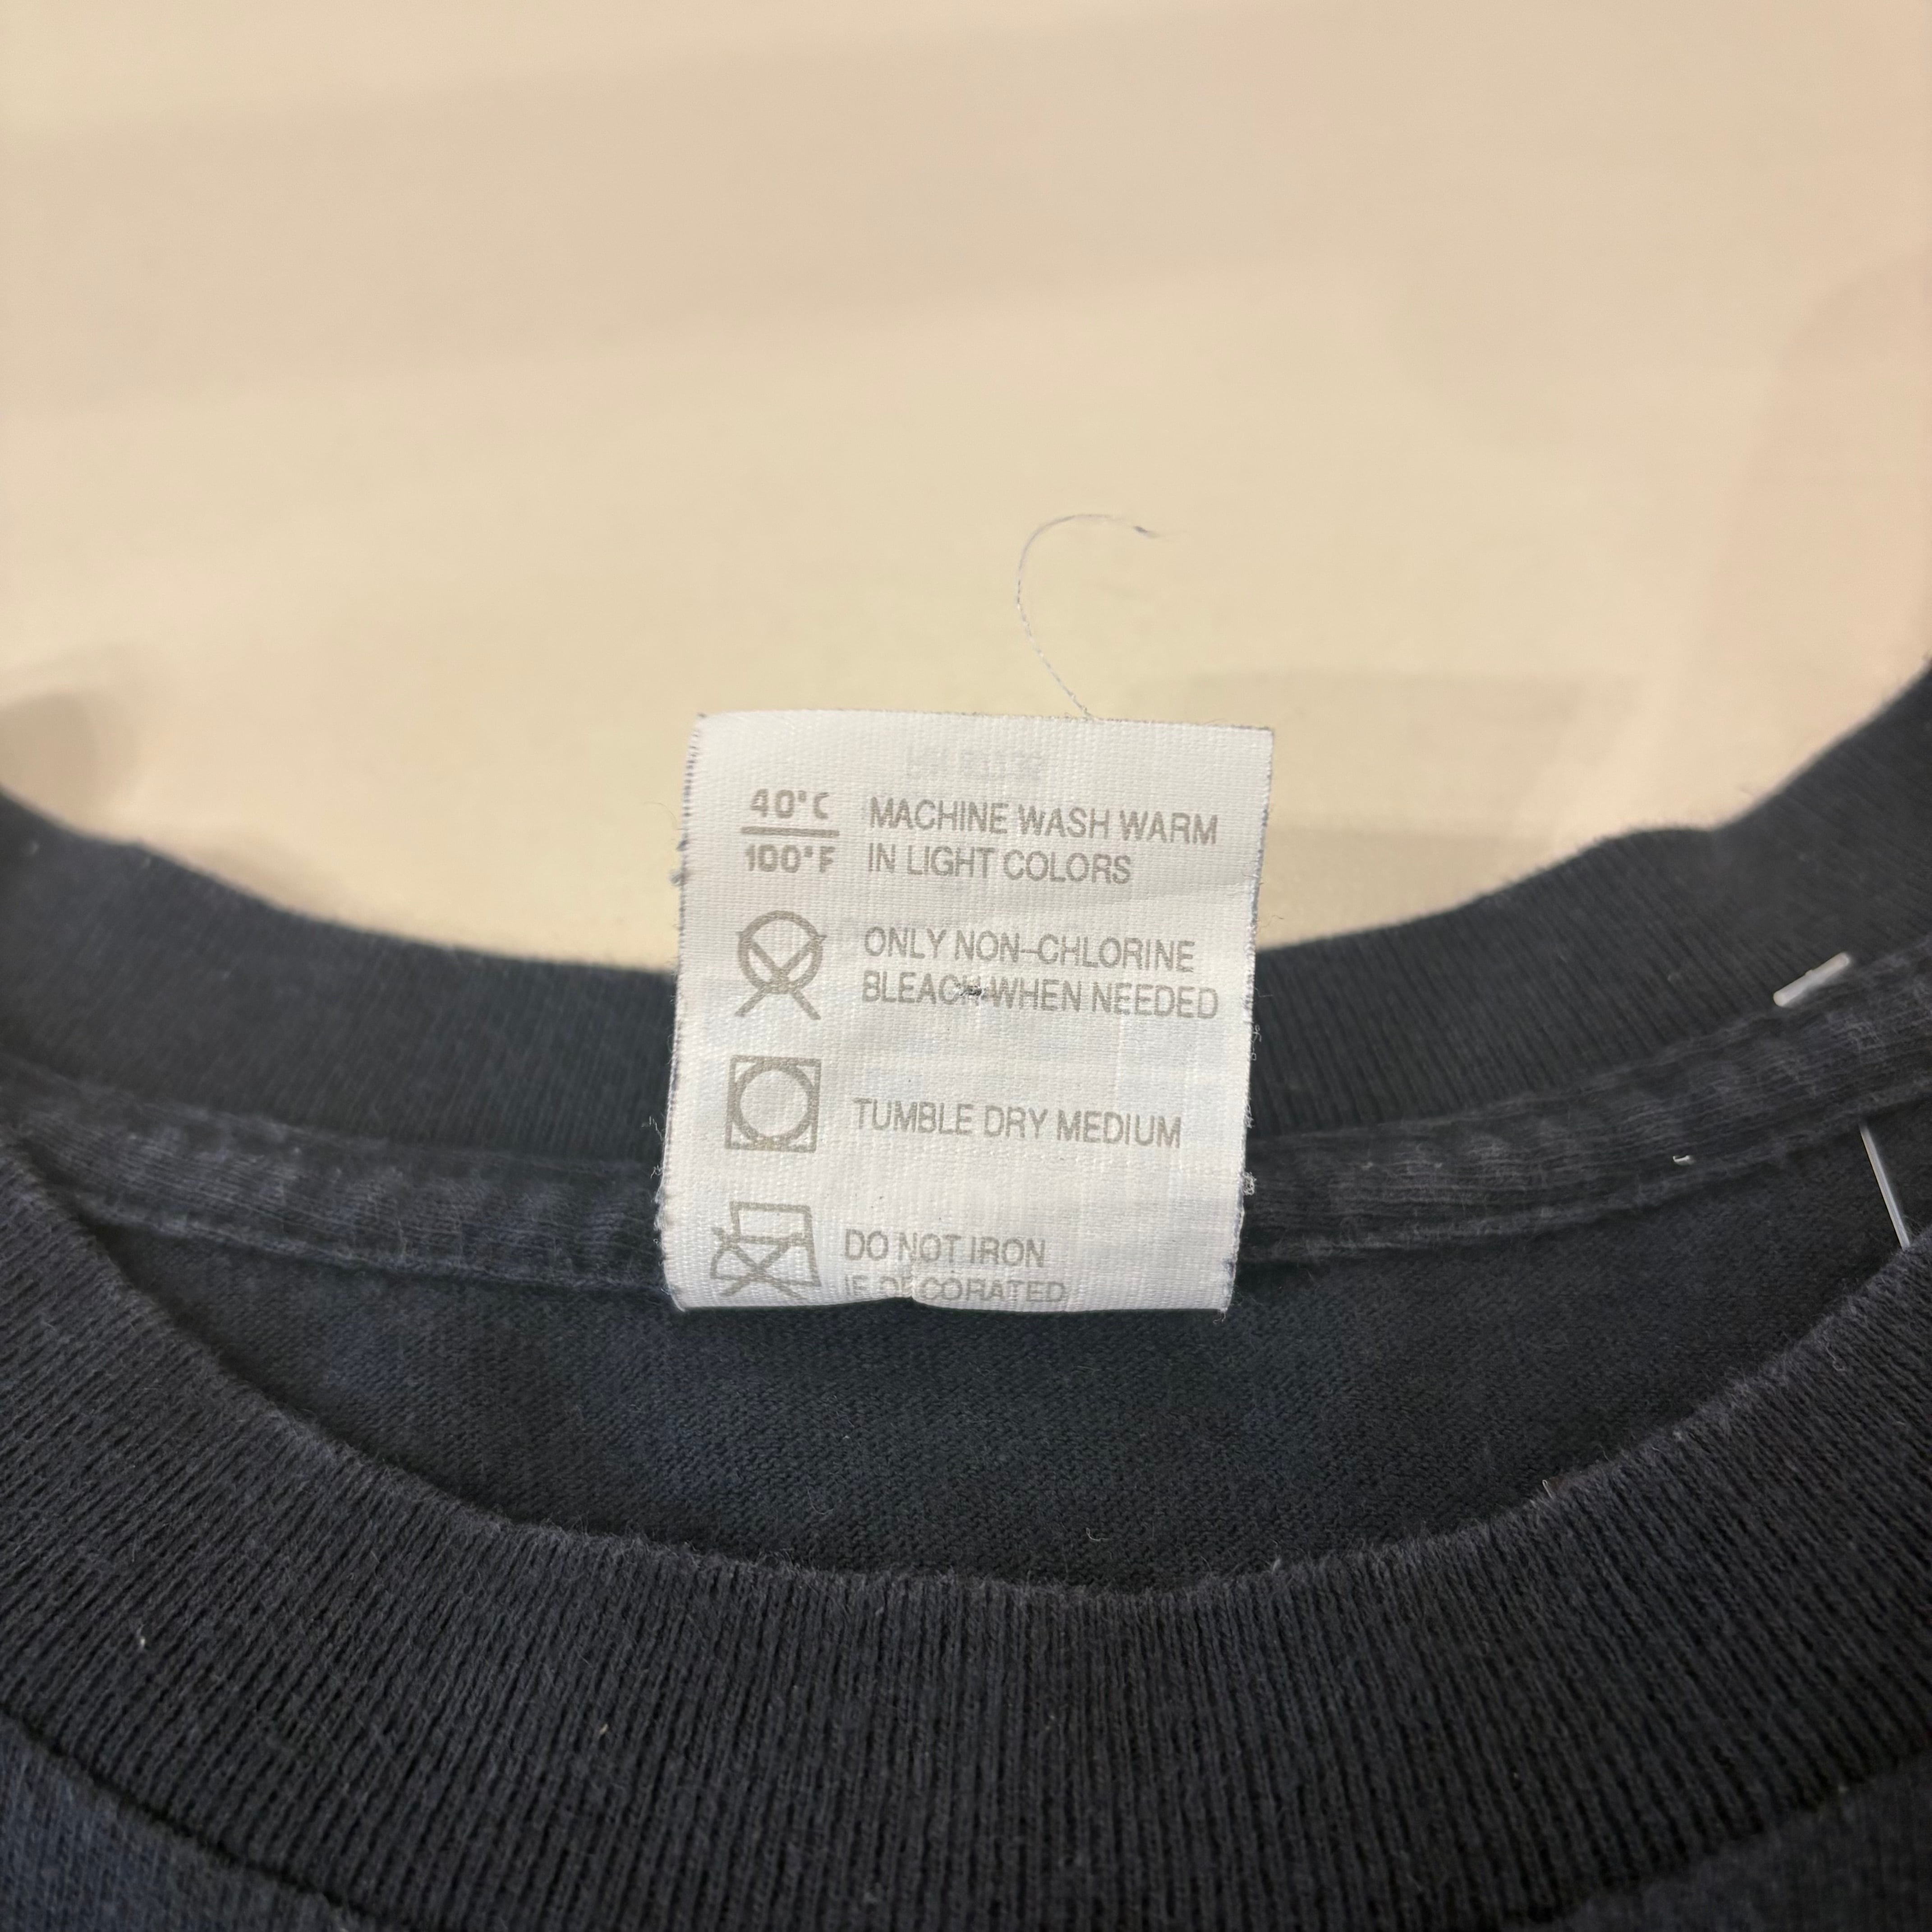 40°C
100°F
MACHINE WASH WARM
IN LIGHT COLORS
ONLY NON-CHLORINE
BLEACH WHEN NEEDED
TUMBLE DRY MEDIUM
DO NOT IRON
IF DECORATED